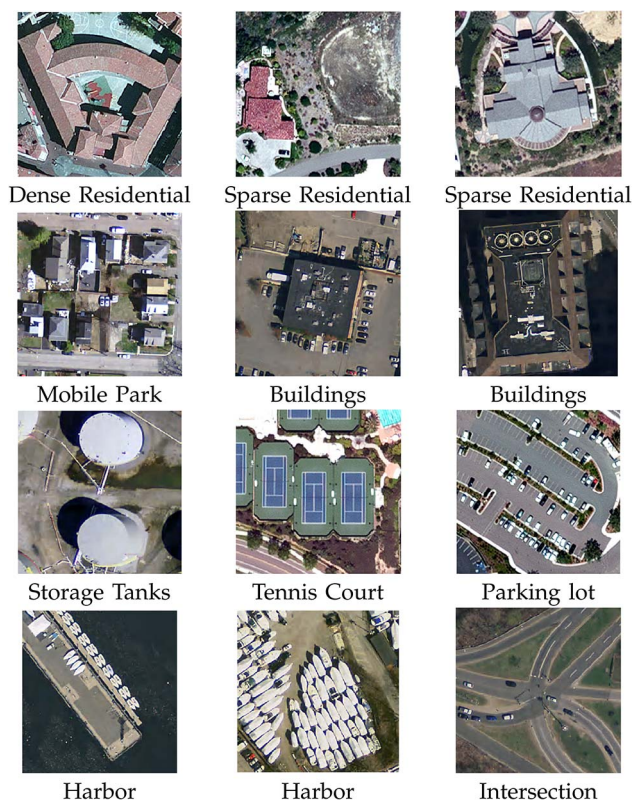 Dense Residential
Sparse Residential
Sparse Residential
Mobile Park
Buildings
Buildings
Storage Tanks
Tennis Court
Parking lot
Harbor
Harbor
Intersection